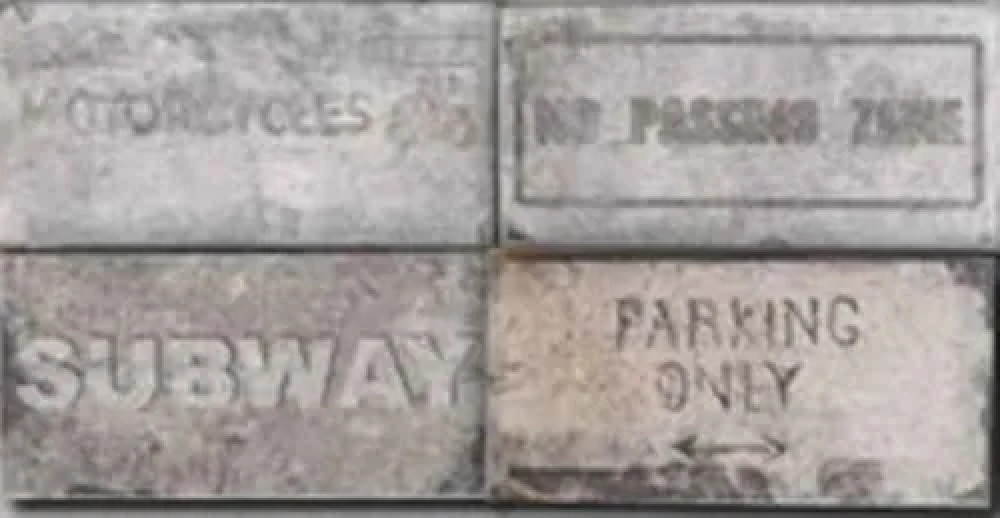 MOTORCYCLES
NO PASSING ZONE
SUBWAY
PARKING
ONLY